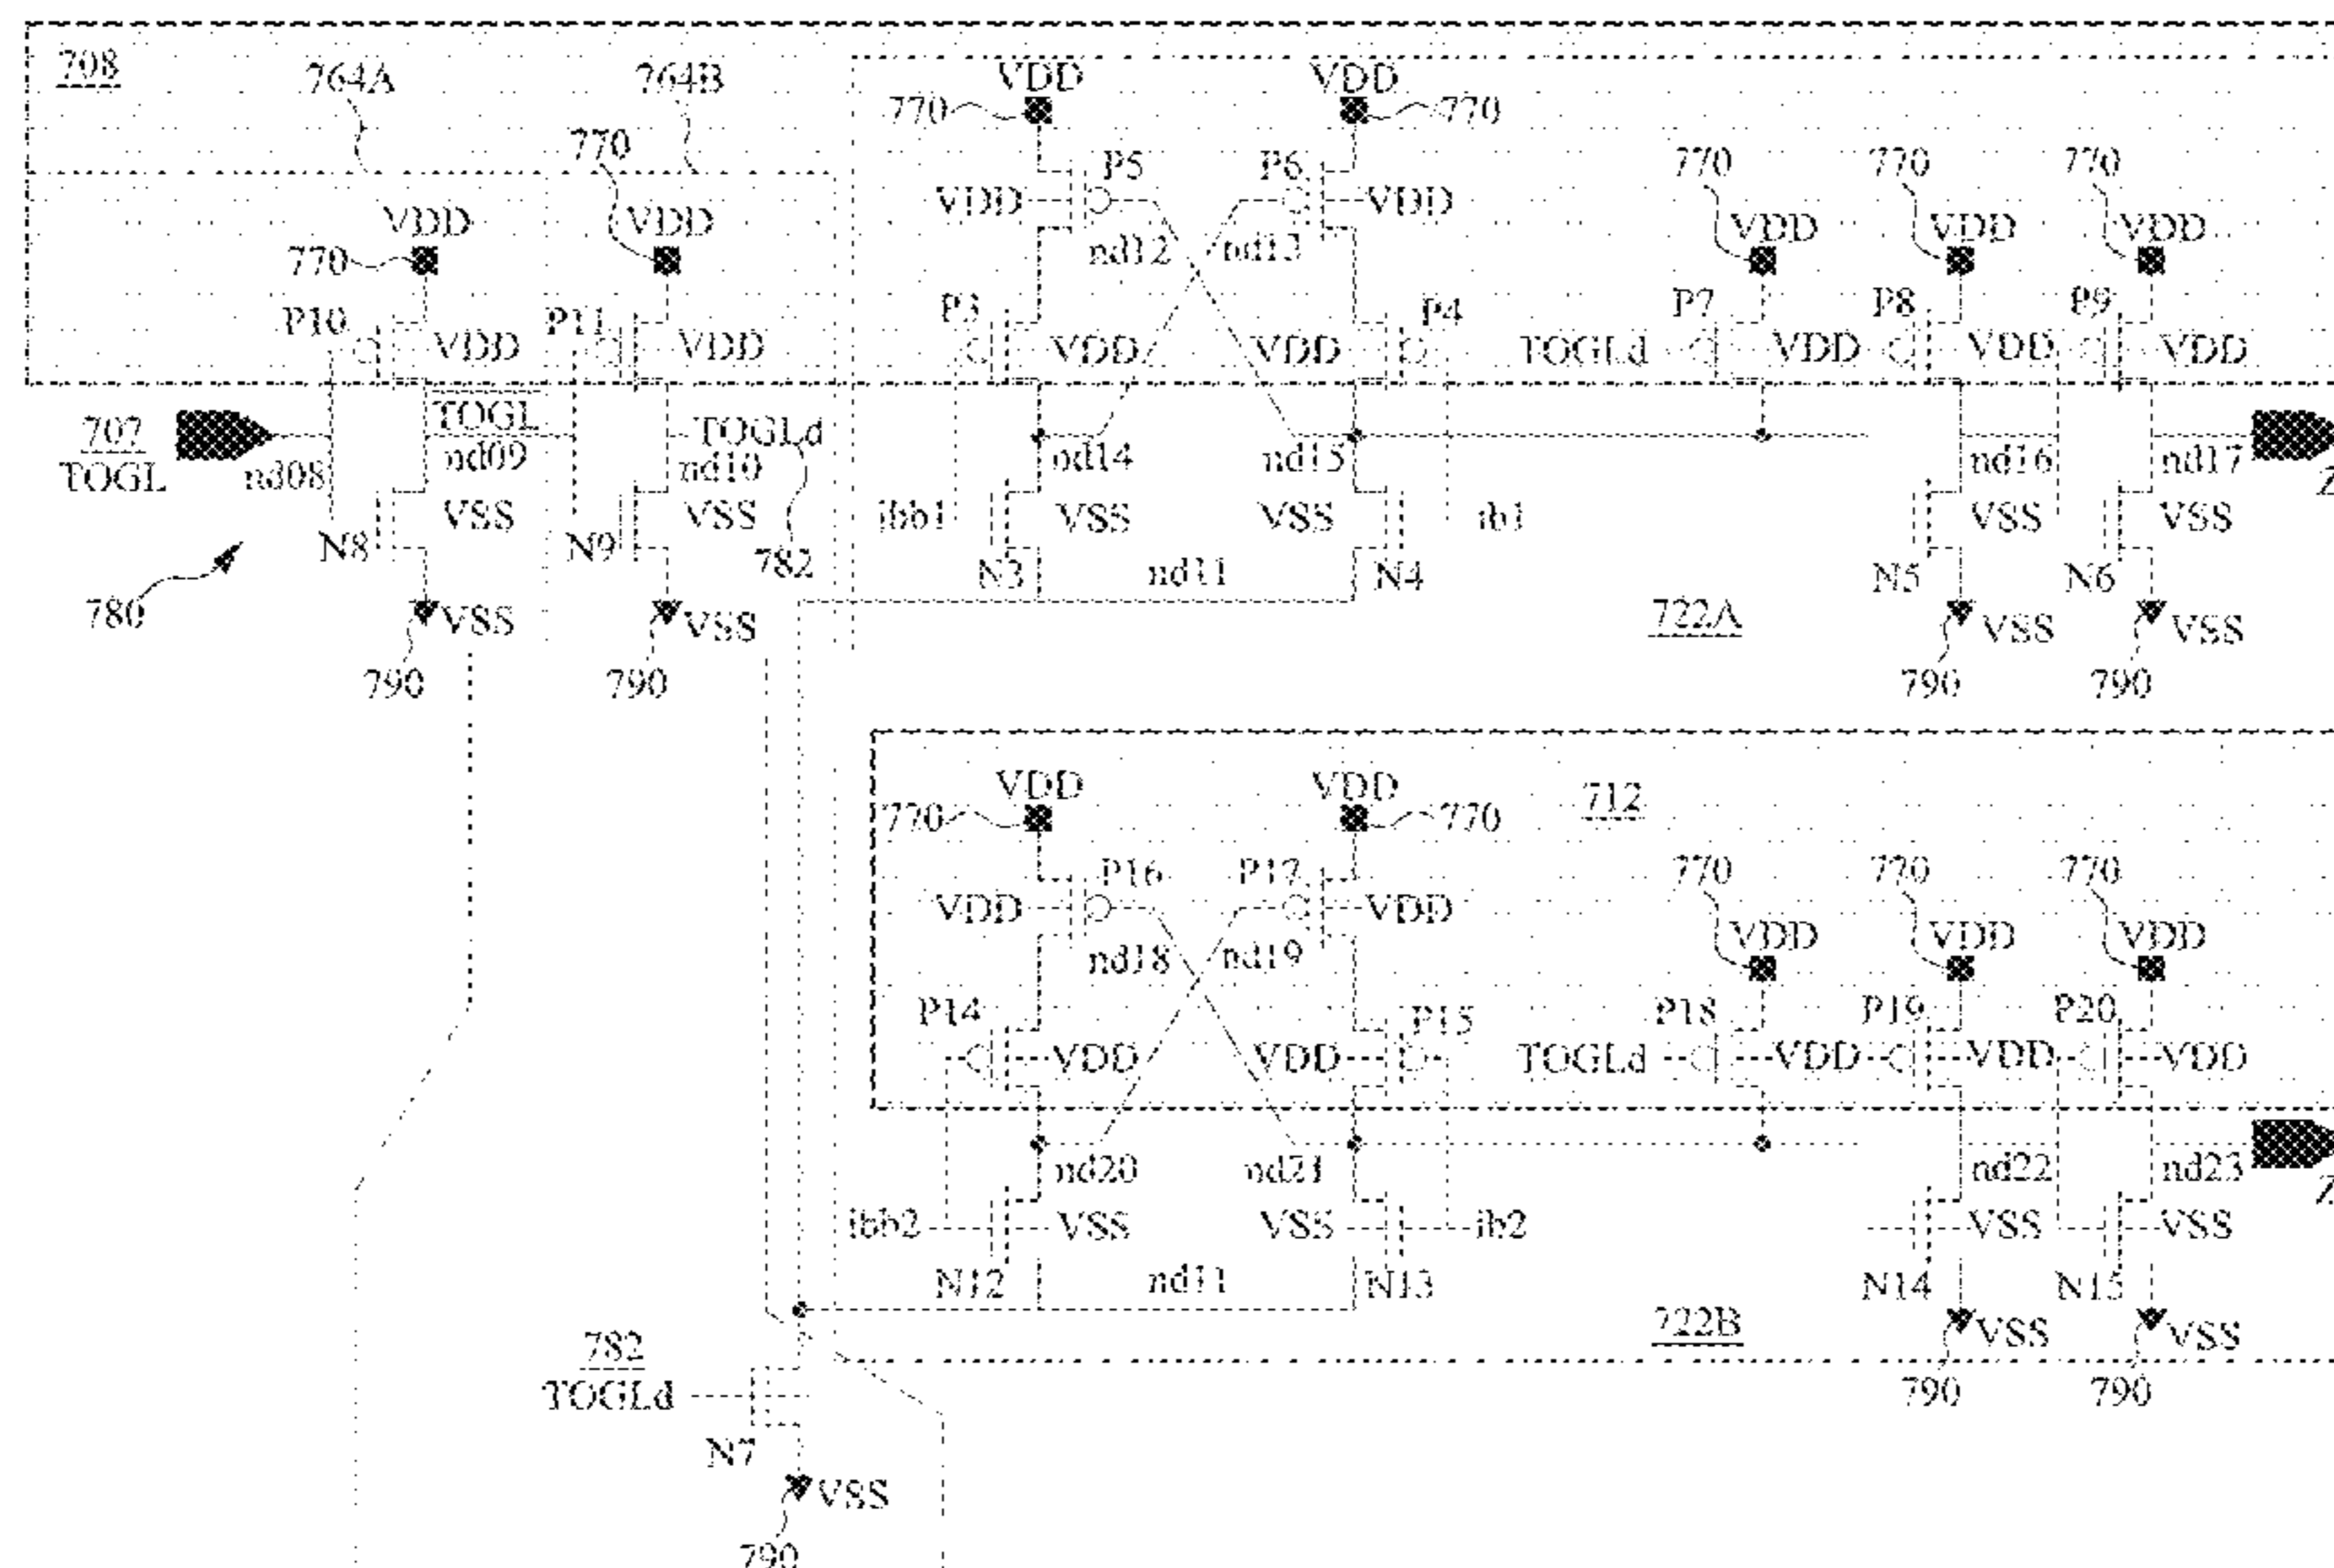 708 764A 764B VDD VDD
770 770
770 P5 P6 770 770 770
VDD VDD
VDD VDD nd12 nd13 VDD VDD VDD
770
P10 P11 P3 P4 P7 P8 P9
VDD VDD VDD VDD TOGLd VDD VDD VDD
707 TOGL TOGLd
TOGL nd08 nd09 nd10 nd14 nd15 nd16 nd17 Z
VSS VSS ibb1 VSS VSS ib1 VSS VSS
N8 N9 782 N3 nd11 N4 N5 N6
780 VSS VSS 722A VSS VSS
790 790 790 790
VDD VDD 712
770 770
P16 P17 770 770 770
VDD VDD
nd18 nd19 VDD VDD VDD
P14 P15 P18 P19 P20
VDD VDD TOGLd VDD VDD VDD
nd20 nd21 nd22 nd23 Z
ibb2 VSS VSS ib2 VSS VSS
N12 nd11 N13 N14 N15
782 722B VSS VSS
TOGLd 790 790
N7
VSS
790